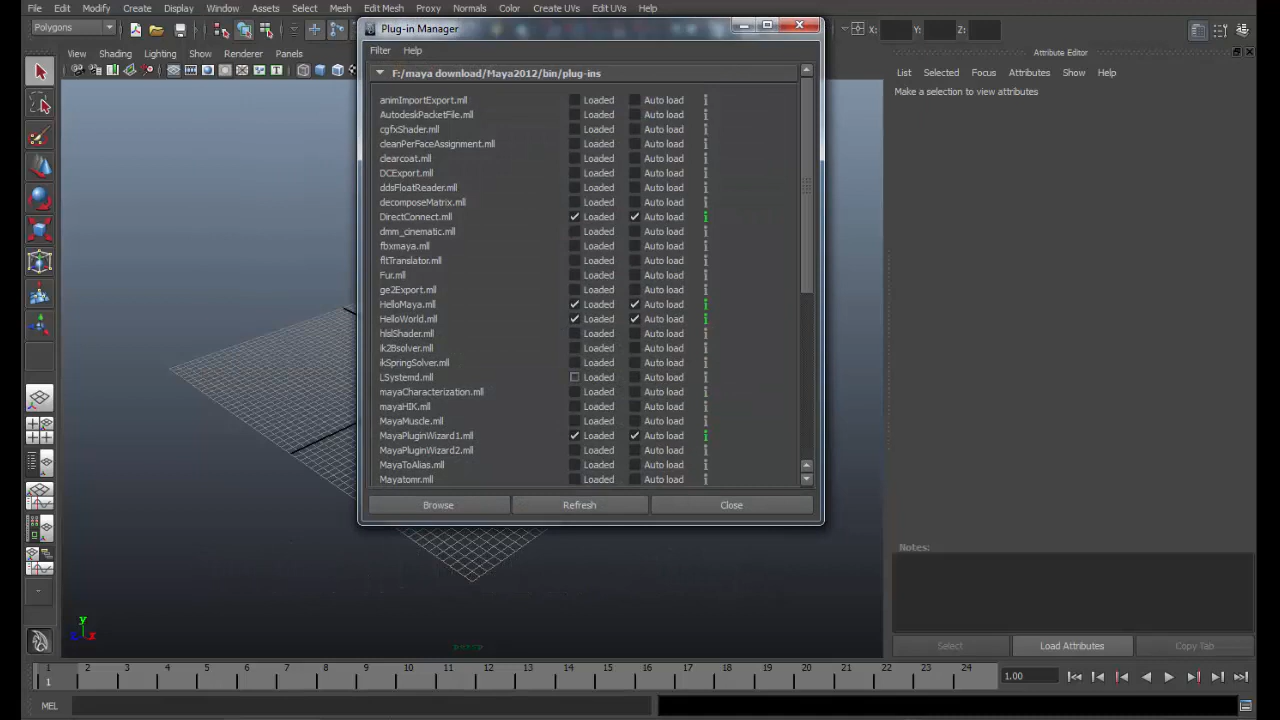 File Edit Modify Create Display Window Assets Select Mesh Edit Mesh Proxy Normals Color Create UVs Edit UVs Help
Polygons
X: Y: Z:
Plug-in Manager
Filter Help
F:/maya download/Maya2012/bin/plug-ins
animImportExport.mll Loaded Auto load i
AutodeskPacketFile.mll Loaded Auto load i
cgfxShader.mll Loaded Auto load i
cleanPerFaceAssignment.mll Loaded Auto load i
clearcoat.mll Loaded Auto load i
DCExport.mll Loaded Auto load i
ddsFloatReader.mll Loaded Auto load i
decomposeMatrix.mll Loaded Auto load i
DirectConnect.mll Loaded Auto load i
dmm_cinematic.mll Loaded Auto load i
fbxmaya.mll Loaded Auto load i
fltTranslator.mll Loaded Auto load i
Fur.mll Loaded Auto load i
ge2Export.mll Loaded Auto load i
HelloMaya.mll Loaded Auto load i
HelloWorld.mll Loaded Auto load i
hlslShader.mll Loaded Auto load i
ik2Bsolver.mll Loaded Auto load i
ikSpringSolver.mll Loaded Auto load i
LSystemd.mll Loaded Auto load i
mayaCharacterization.mll Loaded Auto load i
mayaHIK.mll Loaded Auto load i
MayaMuscle.mll Loaded Auto load i
MayaPluginWizard1.mll Loaded Auto load i
MayaPluginWizard2.mll Loaded Auto load i
MayaToAlias.mll Loaded Auto load i
Mayatomr.mll Loaded Auto load i
Browse Refresh Close
View Shading Lighting Show Renderer Panels
Attribute Editor
List Selected Focus Attributes Show Help
Make a selection to view attributes
Notes:
Select Load Attributes Copy Tab
y
z x
persp
1 2 3 4 5 6 7 8 9 10 11 12 13 14 15 16 17 18 19 20 21 22 23 24
1
1.00
MEL